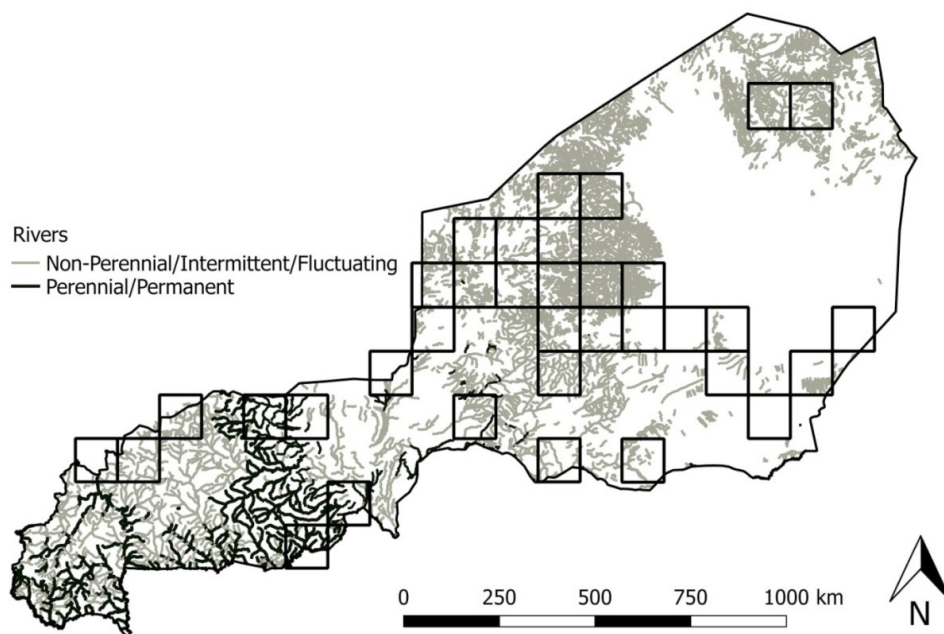 Rivers
Non-Perennial/Intermittent/Fluctuating
Perennial/Permanent
0 250 500 750 1000 km
N